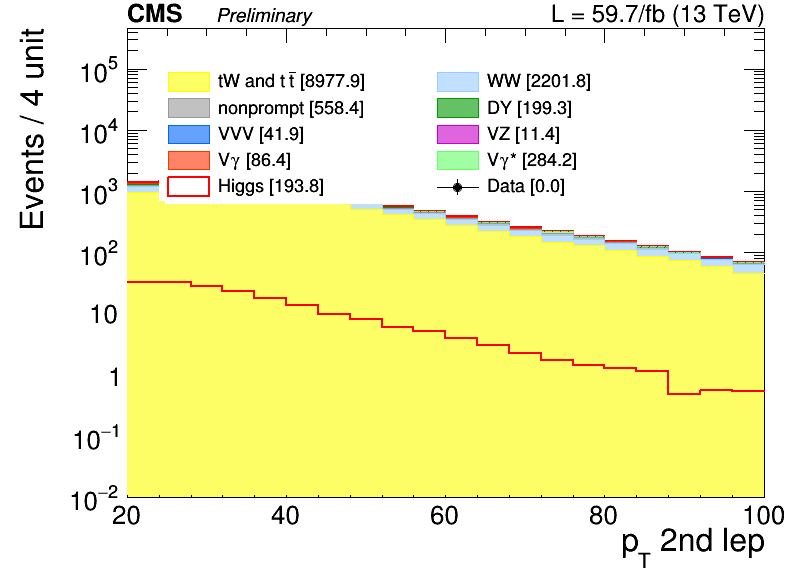 CMS Preliminary L = 59.7/fb (13 TeV)
Events / 4 unit
10⁵
10⁴
10³
10²
10
1
10⁻¹
10⁻²
tW and tt̅ [8977.9] WW [2201.8]
nonprompt [558.4] DY [199.3]
VVV [41.9] VZ [11.4]
Vγ [86.4] Vγ* [284.2]
Higgs [193.8] Data [0.0]
20 40 60 80 100
p_T 2nd lep